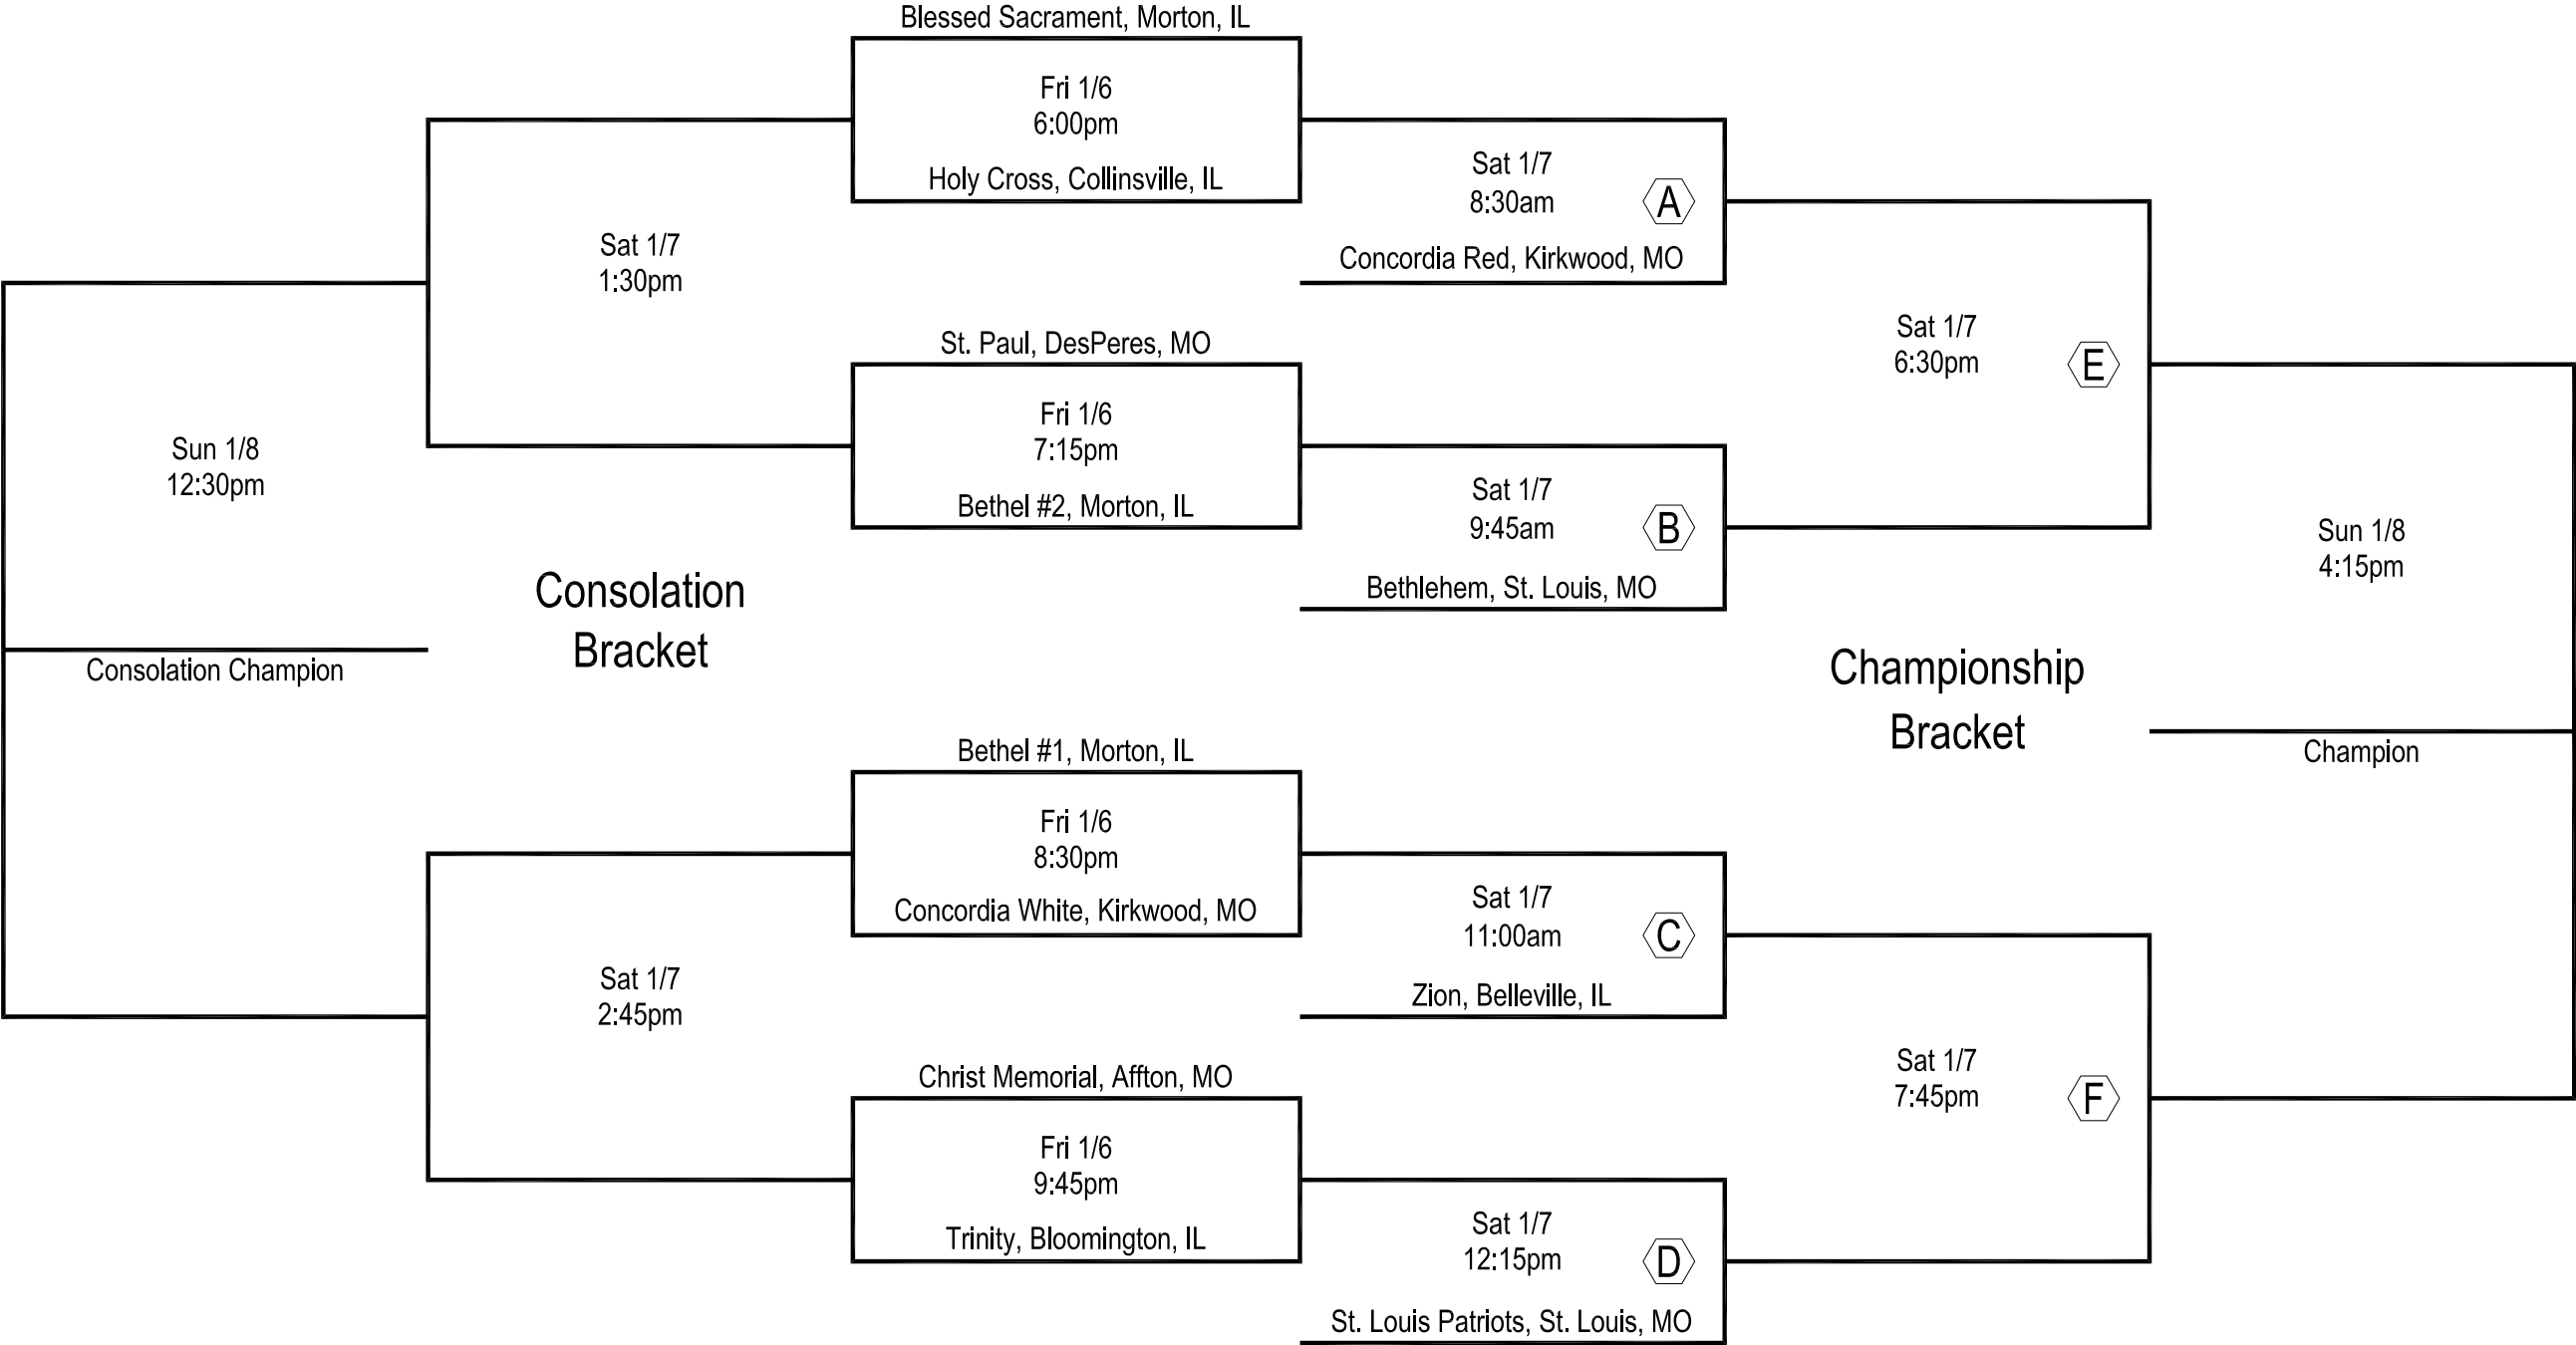 Blessed Sacrament, Morton, IL
Fri 1/6
6:00pm
Holy Cross, Collinsville, IL
Sat 1/7
8:30am
A
Concordia Red, Kirkwood, MO
Sat 1/7
1:30pm
St. Paul, DesPeres, MO
Fri 1/6
7:15pm
Bethel #2, Morton, IL
Sat 1/7
6:30pm
E
Sun 1/8
12:30pm
Sat 1/7
9:45am
B
Bethlehem, St. Louis, MO
Sun 1/8
4:15pm
Consolation
Bracket
Consolation Champion
Championship
Bracket
Champion
Bethel #1, Morton, IL
Fri 1/6
8:30pm
Concordia White, Kirkwood, MO
Sat 1/7
11:00am
C
Zion, Belleville, IL
Sat 1/7
2:45pm
Christ Memorial, Affton, MO
Fri 1/6
9:45pm
Trinity, Bloomington, IL
Sat 1/7
7:45pm
F
Sat 1/7
12:15pm
D
St. Louis Patriots, St. Louis, MO